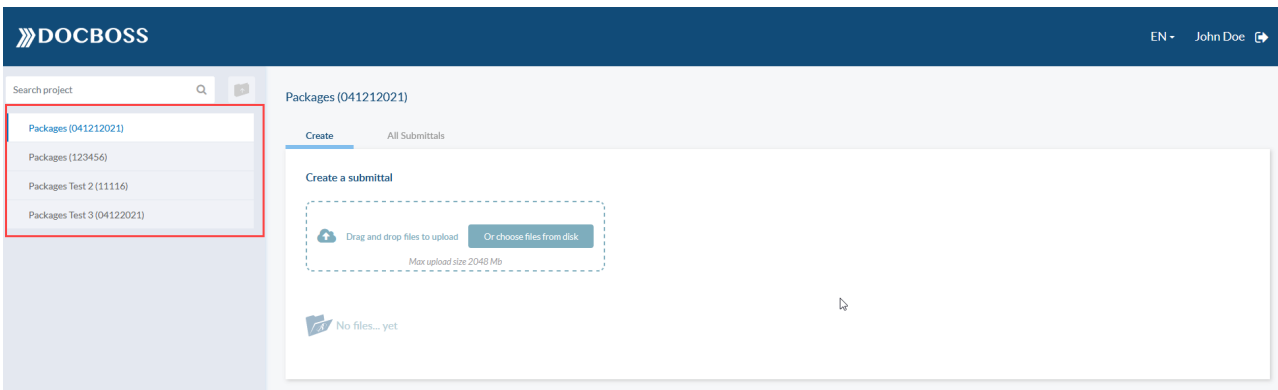 DOCBOSS
EN
John Doe
Search project
Packages (041212021)
Packages (123456)
Packages Test 2 (11116)
Packages Test 3 (04122021)
Packages (041212021)
Create
All Submittals
Create a submittal
Drag and drop files to upload
Or choose files from disk
Max upload size 2048 Mb
No files... yet